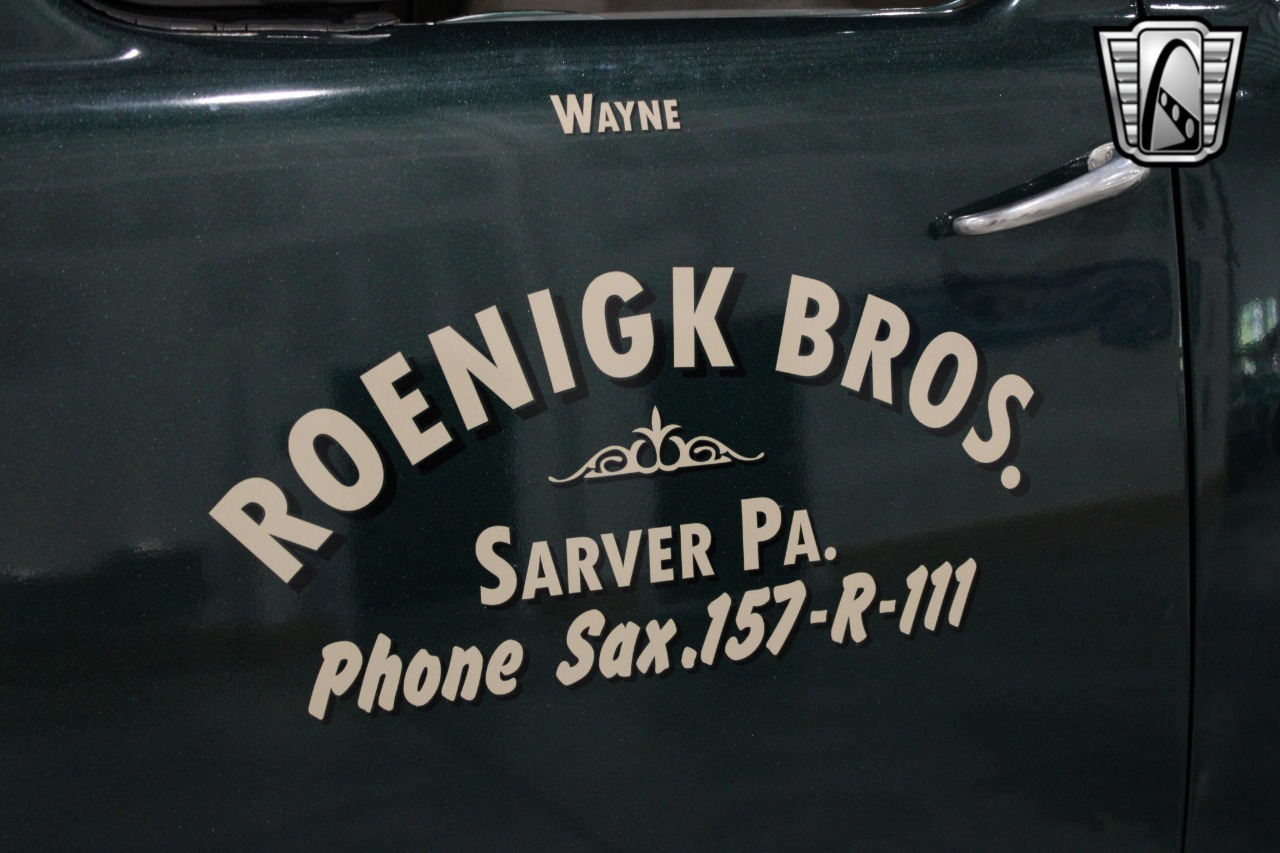 WAYNE
ROENIGK BROS.
SARVER PA.
Phone Sax.157-R-111